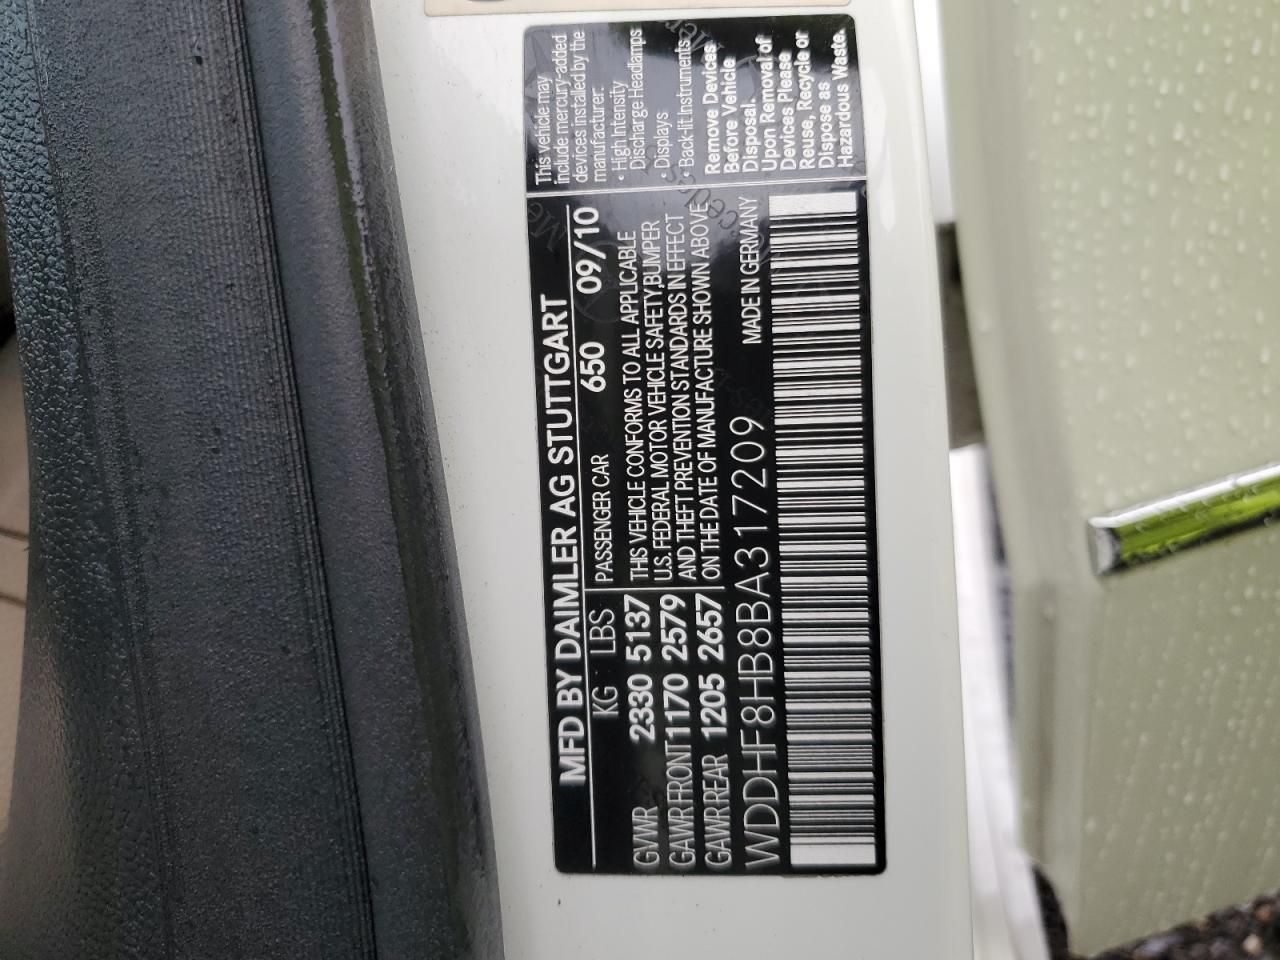 MFD BY DAIMLER AG STUTTGART
KG LBS PASSENGER CAR 650 09/10
GVWR 2330 5137
GAWR FRONT 1170 2579
GAWR REAR 1205 2657
THIS VEHICLE CONFORMS TO ALL APPLICABLE
U.S. FEDERAL MOTOR VEHICLE SAFETY,BUMPER
AND THEFT PREVENTION STANDARDS IN EFFECT
ON THE DATE OF MANUFACTURE SHOWN ABOVE
WDDHF8HB8BA317209 MADE IN GERMANY
This vehicle may
include mercury-added
devices installed by the
manufacturer:
· High Intensity
Discharge Headlamps
· Displays
· Back-lit Instruments
Remove Devices
Before Vehicle
Disposal.
Upon Removal of
Devices Please
Reuse, Recycle or
Dispose as
Hazardous Waste.